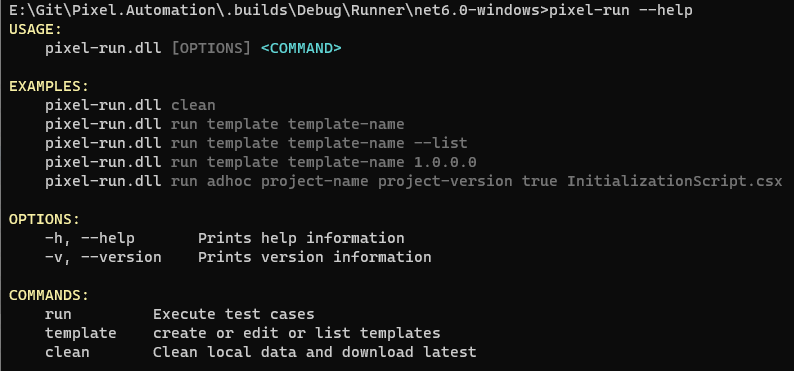 E:\Git\Pixel.Automation\.builds\Debug\Runner\net6.0-windows>pixel-run --help
USAGE:
    pixel-run.dll [OPTIONS] <COMMAND>

EXAMPLES:
    pixel-run.dll clean
    pixel-run.dll run template template-name
    pixel-run.dll run template template-name --list
    pixel-run.dll run template template-name 1.0.0.0
    pixel-run.dll run adhoc project-name project-version true InitializationScript.csx

OPTIONS:
    -h, --help       Prints help information
    -v, --version    Prints version information

COMMANDS:
    run         Execute test cases
    template    create or edit or list templates
    clean       Clean local data and download latest